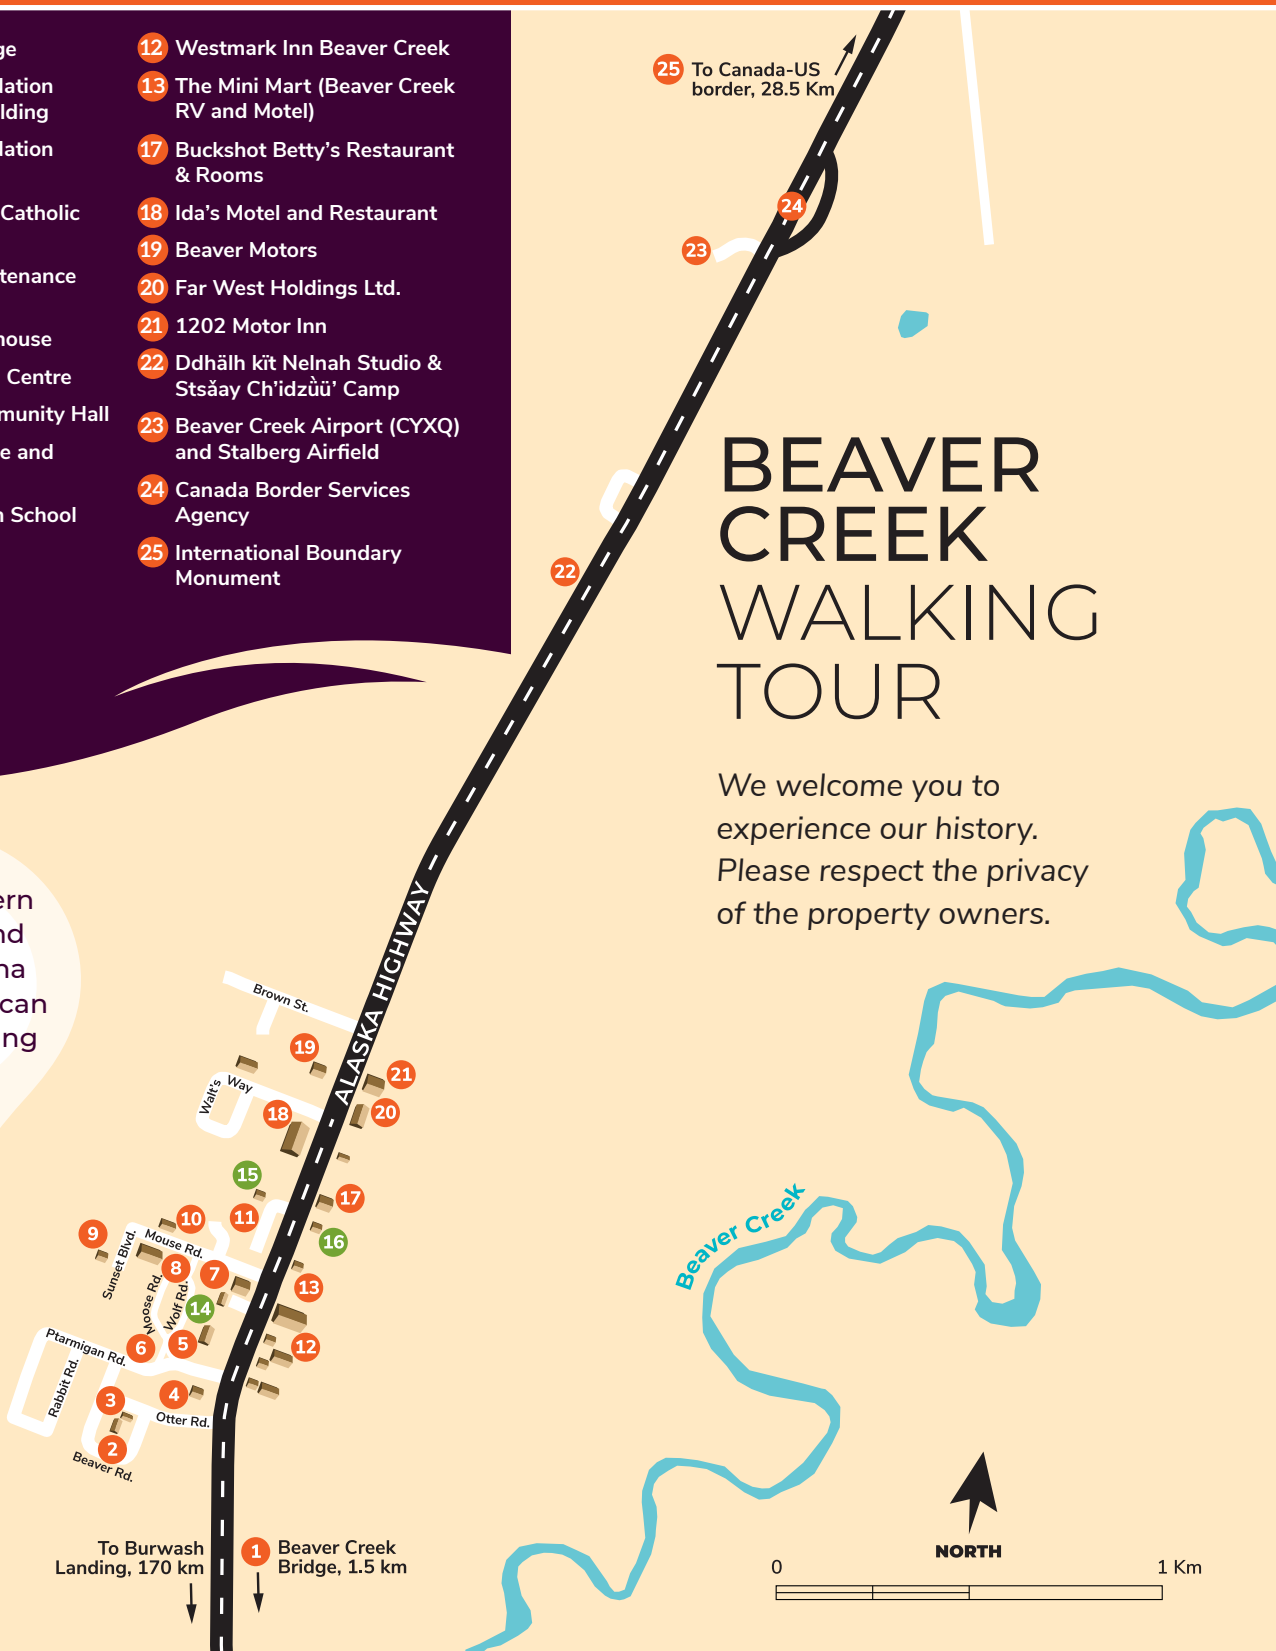 ge
lation
lding
lation
Catholic
tenance
house
Centre
munity Hall
e and
n School
12 Westmark Inn Beaver Creek
13 The Mini Mart (Beaver Creek
RV and Motel)
17 Buckshot Betty's Restaurant
& Rooms
18 Ida's Motel and Restaurant
19 Beaver Motors
20 Far West Holdings Ltd.
21 1202 Motor Inn
22 Ddhälh kït Nelnah Studio &
Stsǎay Ch'idzǜü' Camp
23 Beaver Creek Airport (CYXQ)
and Stalberg Airfield
24 Canada Border Services
Agency
25 International Boundary
Monument
25 To Canada-US
border, 28.5 Km
24
23
22
BEAVER
CREEK
WALKING
TOUR
We welcome you to
experience our history.
Please respect the privacy
of the property owners.
ern
nd
na
can
ng
ALASKA HIGHWAY
Brown St.
19
21
Walt's Way
18
20
15
17
10
11
9
16
Mouse Rd.
Sunset Blvd.
8
7
13
Moose Rd.
Wolf Rd.
14
12
6
5
Ptarmigan Rd.
Rabbit Rd.
3
4
Otter Rd.
2
Beaver Rd.
Beaver Creek
To Burwash
Landing, 170 km
1 Beaver Creek
Bridge, 1.5 km
NORTH
0
1 Km